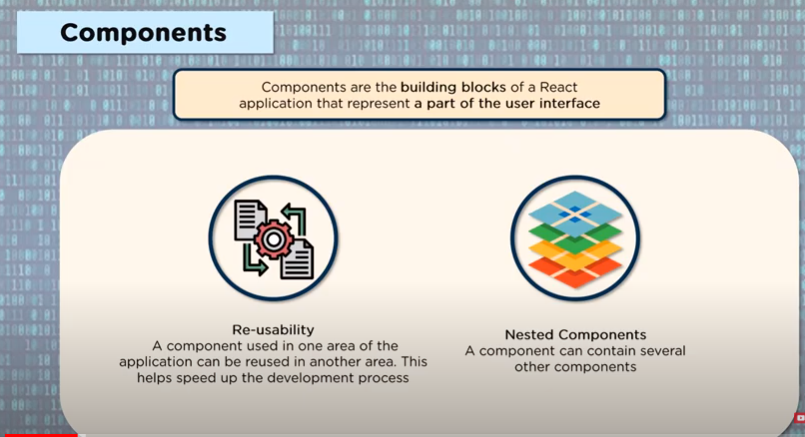 Components
Components are the building blocks of a React
application that represent a part of the user interface
Re-usability
A component used in one area of the
application can be reused in another area. This
helps speed up the development process
Nested Components
A component can contain several
other components